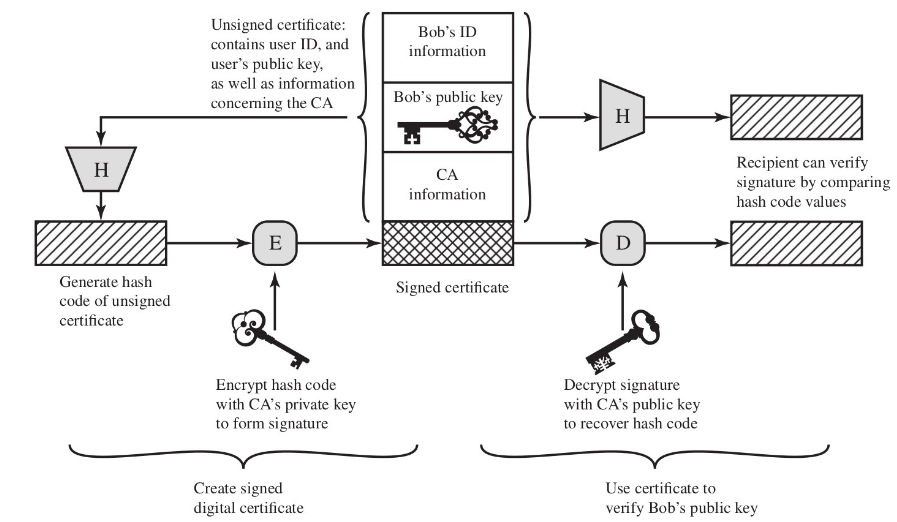 Unsigned certificate:
contains user ID, and
user's public key,
as well as information
concerning the CA
Bob's ID
information
Bob's public key
CA
information
H
H
Recipient can verify
signature by comparing
hash code values
E
D
Generate hash
code of unsigned
certificate
Signed certificate
Encrypt hash code
with CA's private key
to form signature
Decrypt signature
with CA's public key
to recover hash code
Create signed
digital certificate
Use certificate to
verify Bob's public key